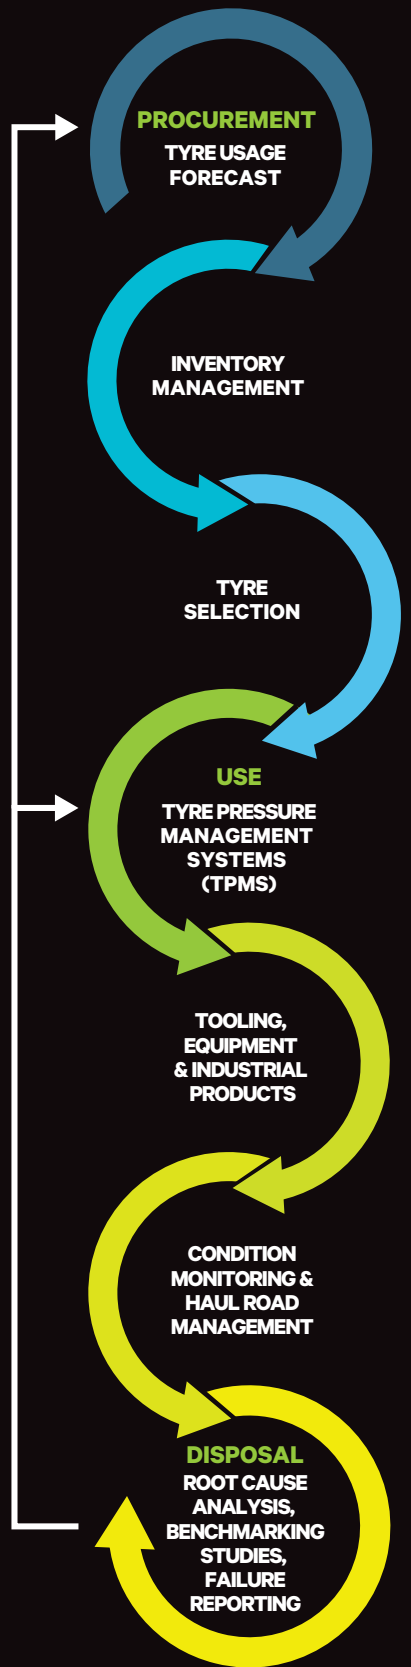 PROCUREMENT
TYRE USAGE
FORECAST
INVENTORY
MANAGEMENT
TYRE
SELECTION
USE
TYRE PRESSURE
MANAGEMENT
SYSTEMS
(TPMS)
TOOLING,
EQUIPMENT
& INDUSTRIAL
PRODUCTS
CONDITION
MONITORING &
HAUL ROAD
MANAGEMENT
DISPOSAL
ROOT CAUSE
ANALYSIS,
BENCHMARKING
STUDIES,
FAILURE
REPORTING